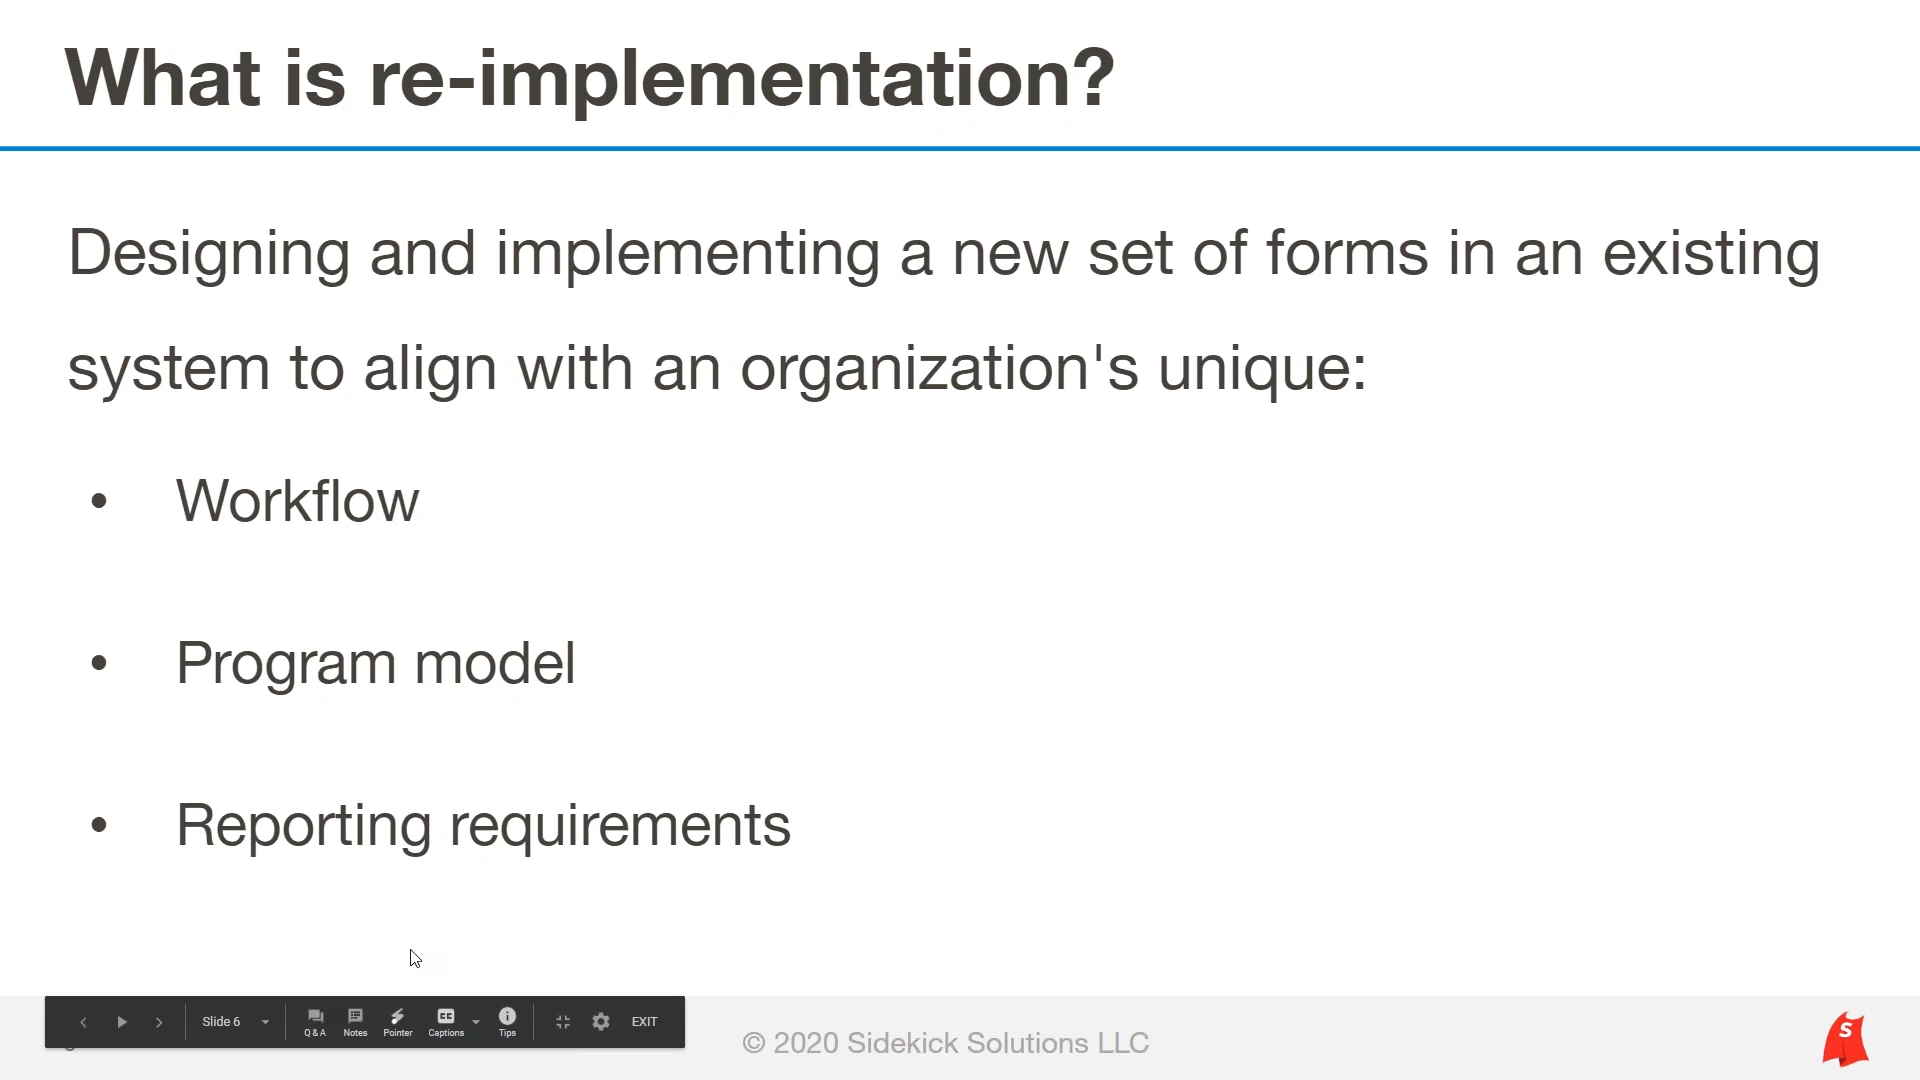 What is re-implementation?
Designing and implementing a new set of forms in an existing
system to align with an organization's unique:
• Workflow
• Program model
• Reporting requirements
Slide 6
Q & A
Notes
Pointer
Captions
Tips
EXIT
© 2020 Sidekick Solutions LLC
S